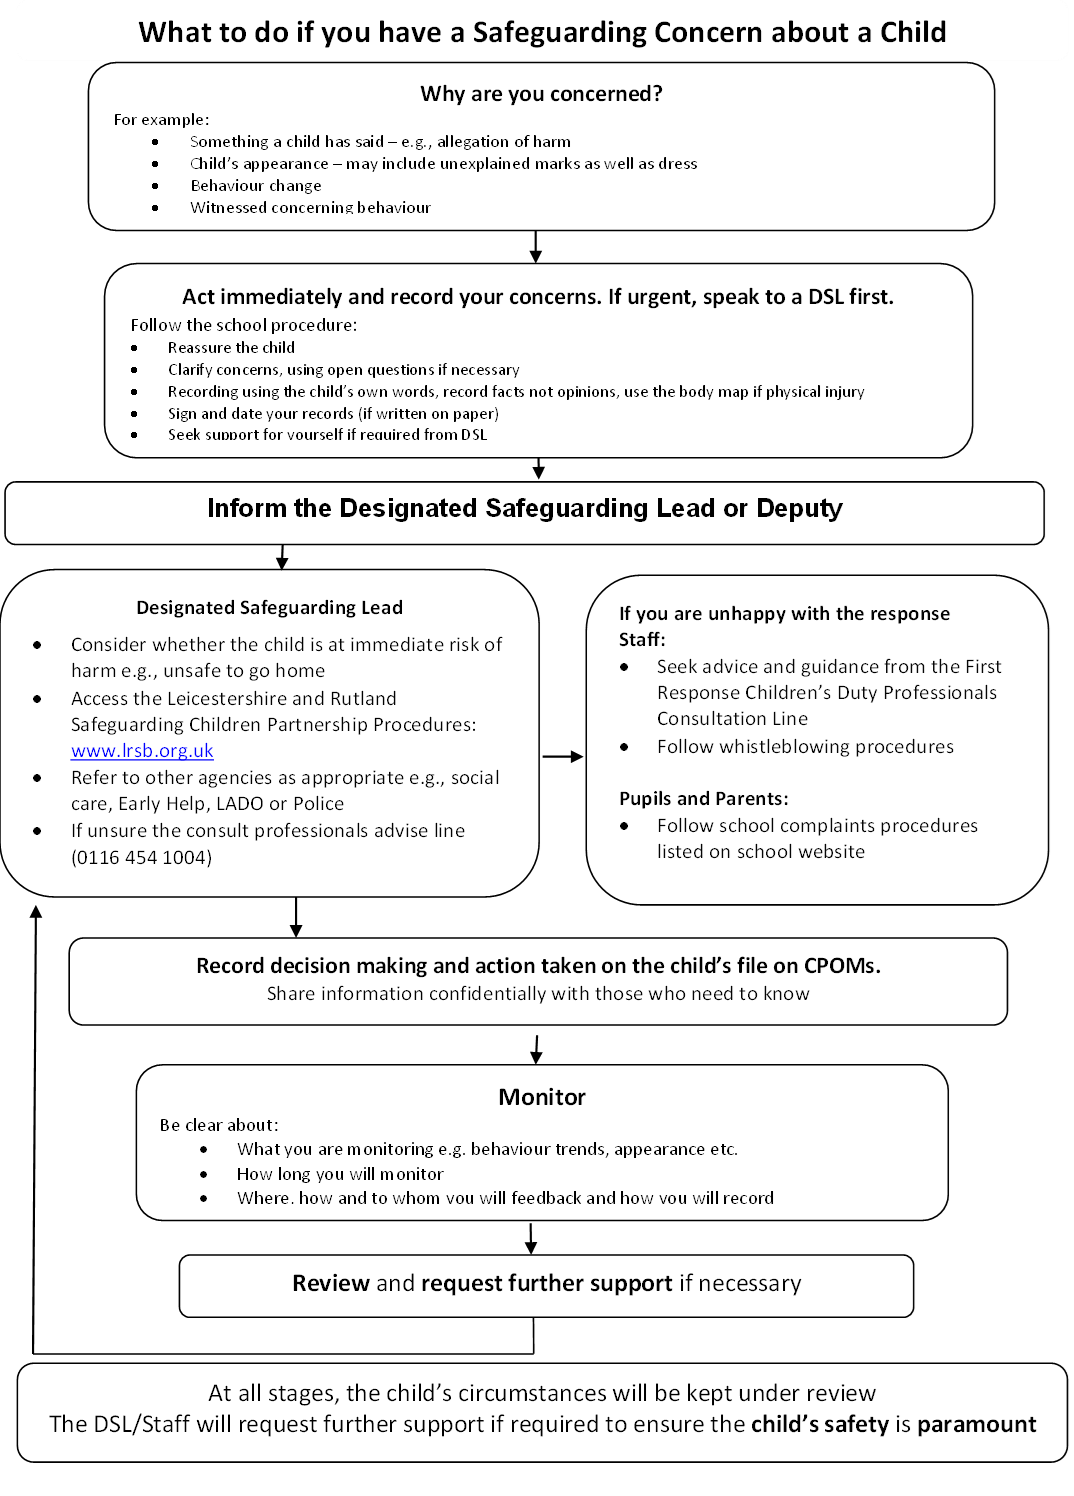 What to do if you have a Safeguarding Concern about a Child
Why are you concerned?
For example:
• Something a child has said – e.g., allegation of harm
• Child's appearance – may include unexplained marks as well as dress
• Behaviour change
• Witnessed concerning behaviour
Act immediately and record your concerns. If urgent, speak to a DSL first.
Follow the school procedure:
• Reassure the child
• Clarify concerns, using open questions if necessary
• Recording using the child's own words, record facts not opinions, use the body map if physical injury
• Sign and date your records (if written on paper)
• Seek support for yourself if required from DSL
Inform the Designated Safeguarding Lead or Deputy
Designated Safeguarding Lead
• Consider whether the child is at immediate risk of
harm e.g., unsafe to go home
• Access the Leicestershire and Rutland
Safeguarding Children Partnership Procedures:
www.lrsb.org.uk
• Refer to other agencies as appropriate e.g., social
care, Early Help, LADO or Police
• If unsure the consult professionals advise line
(0116 454 1004)
If you are unhappy with the response
Staff:
• Seek advice and guidance from the First
Response Children's Duty Professionals
Consultation Line
• Follow whistleblowing procedures
Pupils and Parents:
• Follow school complaints procedures
listed on school website
Record decision making and action taken on the child's file on CPOMs.
Share information confidentially with those who need to know
Monitor
Be clear about:
• What you are monitoring e.g. behaviour trends, appearance etc.
• How long you will monitor
• Where, how and to whom you will feedback and how you will record
Review and request further support if necessary
At all stages, the child's circumstances will be kept under review
The DSL/Staff will request further support if required to ensure the child's safety is paramount